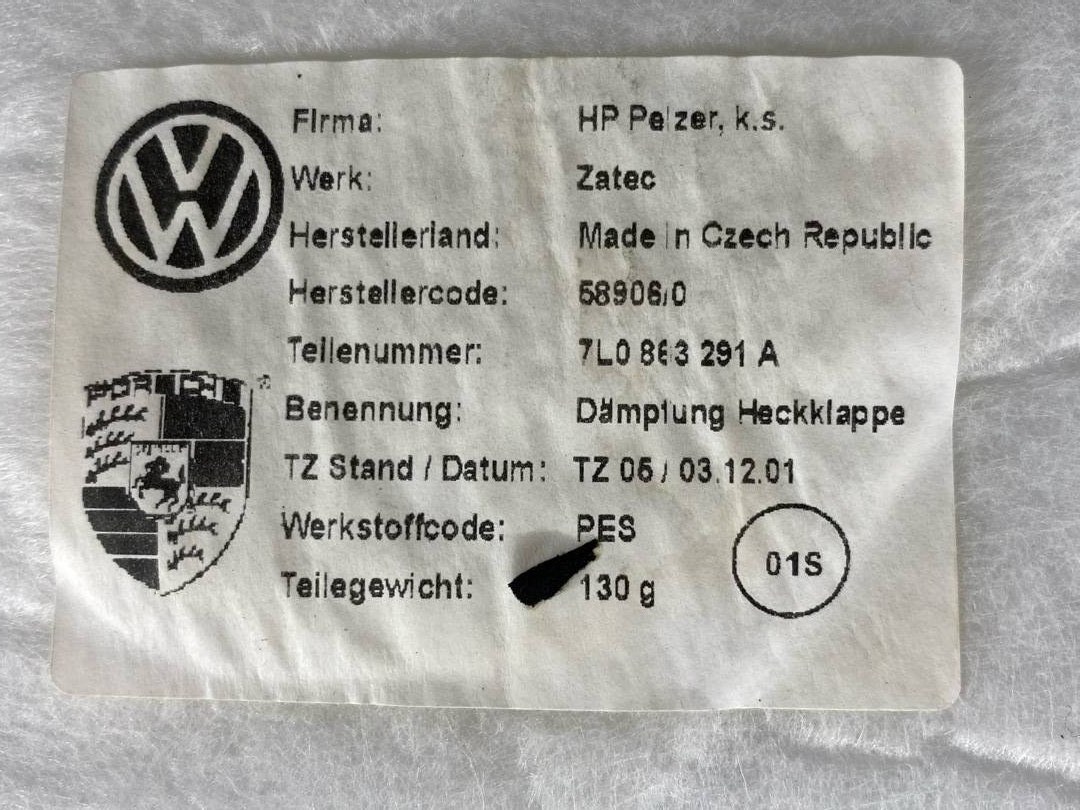 Firma: HP Pelzer, k.s.
Werk: Zatec
Herstellerland: Made in Czech Republic
Herstellercode: 58906/0
Teilenummer: 7L0 863 291 A
Benennung: Dämpfung Heckklappe
TZ Stand / Datum: TZ 05 / 03.12.01
Werkstoffcode: PES
Teilegewicht: 130 g
01S
PORSCHE